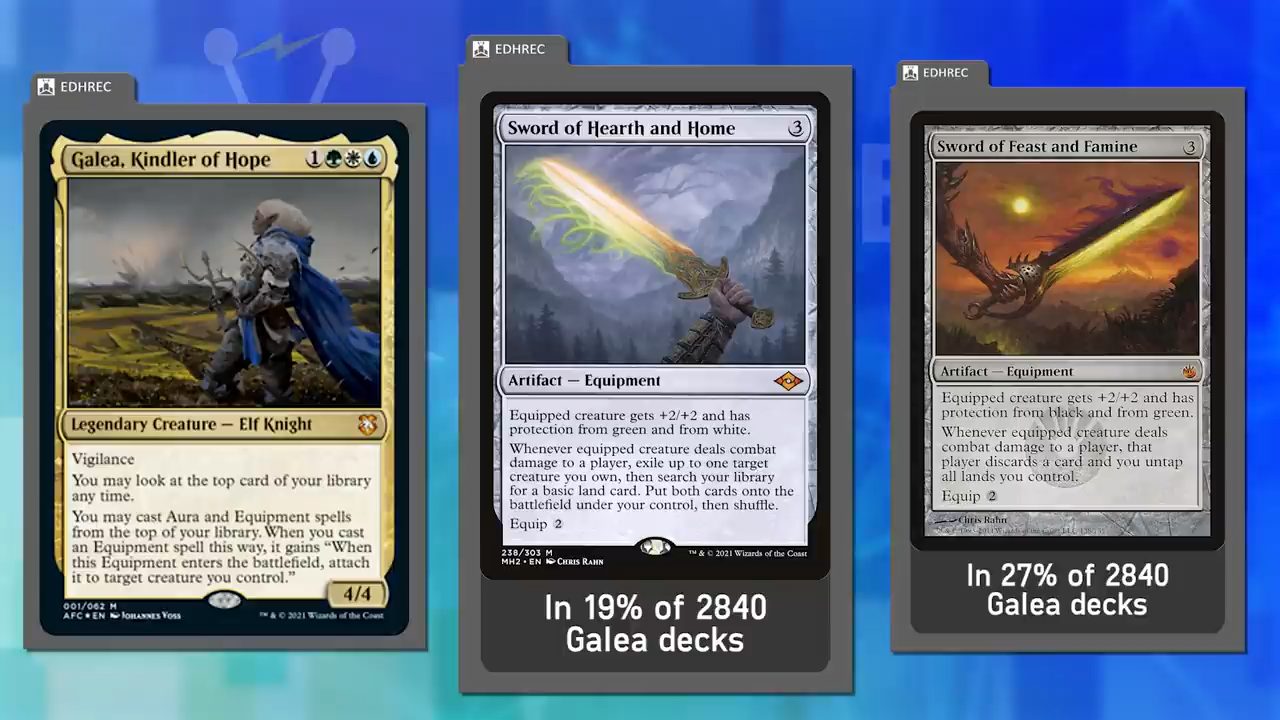 EDHREC
Galea, Kindler of Hope 1
Legendary Creature — Elf Knight
Vigilance
You may look at the top card of your library
any time.
You may cast Aura and Equipment spells
from the top of your library. When you cast
an Equipment spell this way, it gains “When
this Equipment enters the battlefield, attach
it to target creature you control.”
4/4
001/062 M
AFC ★ EN Johannes Voss ™ & © 2021 Wizards of the Coast
EDHREC
Sword of Hearth and Home 3
Artifact — Equipment
Equipped creature gets +2/+2 and has
protection from green and from white.
Whenever equipped creature deals combat
damage to a player, exile up to one target
creature you own, then search your library
for a basic land card. Put both cards onto the
battlefield under your control, then shuffle.
Equip 2
238/303 M
MH2 • EN Chris Rahn ™ & © 2021 Wizards of the Coast
In 19% of 2840
Galea decks
EDHREC
Sword of Feast and Famine 3
Artifact — Equipment
Equipped creature gets +2/+2 and has
protection from black and from green.
Whenever equipped creature deals
combat damage to a player, that
player discards a card and you untap
all lands you control.
Equip 2
Chris Rahn
In 27% of 2840
Galea decks